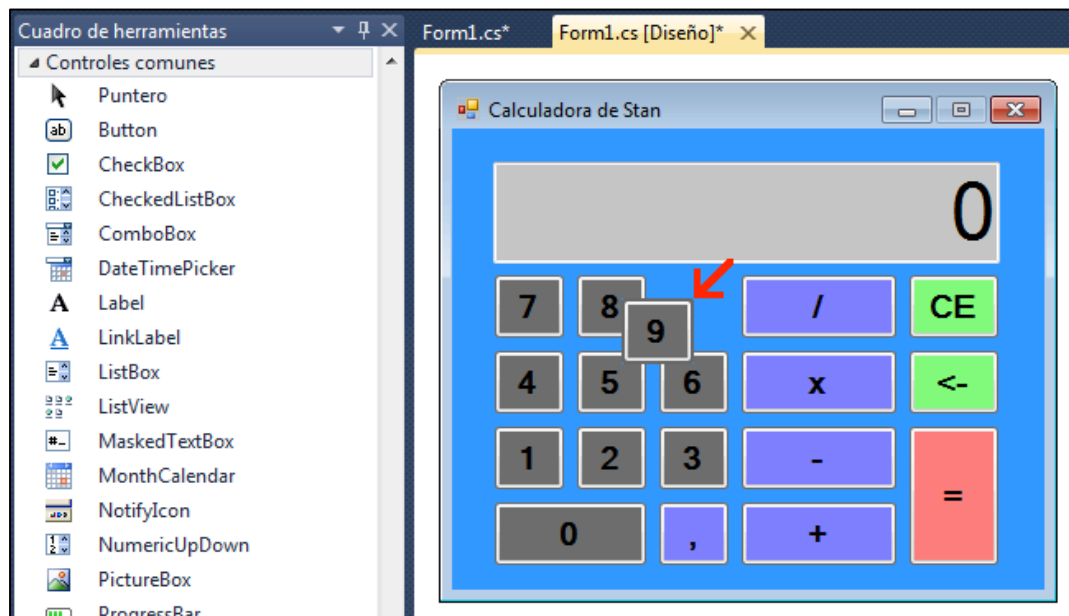 Cuadro de herramientas
Form1.cs*
Form1.cs [Diseño]*
Controles comunes
Puntero
Button
CheckBox
CheckedListBox
ComboBox
DateTimePicker
Label
LinkLabel
ListBox
ListView
MaskedTextBox
MonthCalendar
NotifyIcon
NumericUpDown
PictureBox
ProgressBar
Calculadora de Stan
0
7 8 9 / CE
4 5 6 x <-
1 2 3 - =
0 , +